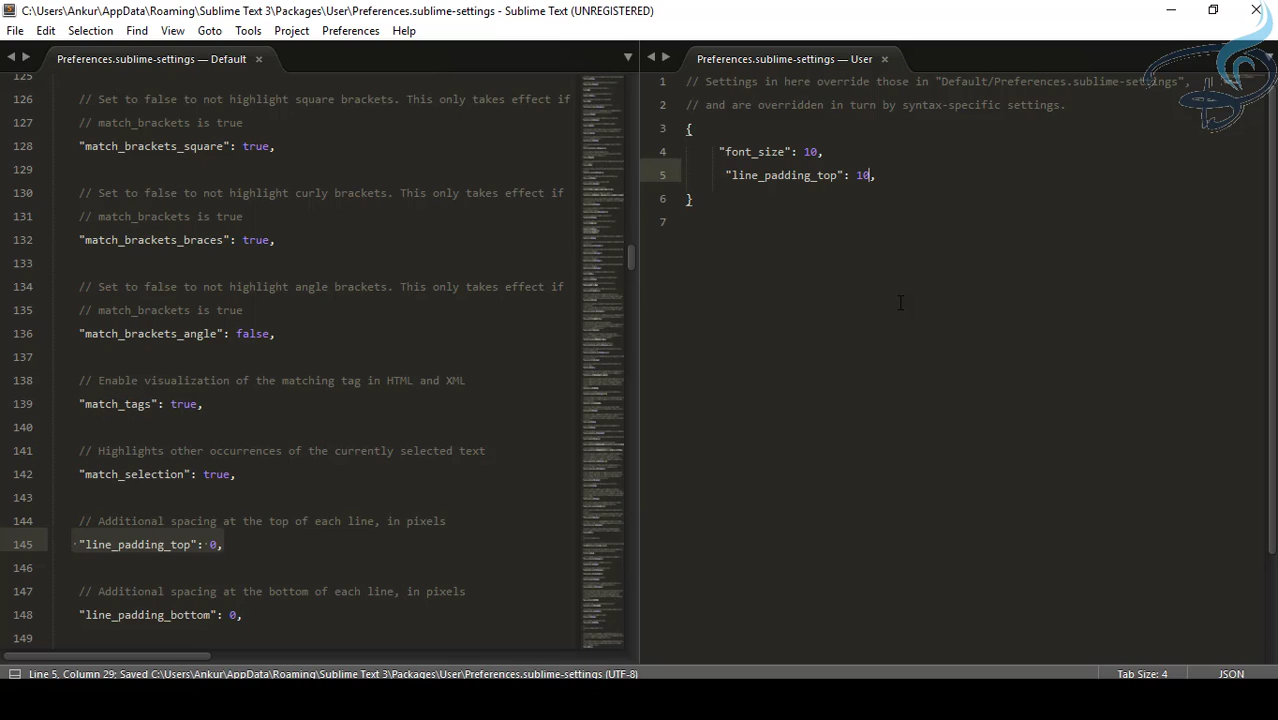 C:\Users\Ankur\AppData\Roaming\Sublime Text 3\Packages\User\Preferences.sublime-settings - Sublime Text (UNREGISTERED)
File Edit Selection Find View Goto Tools Project Preferences Help
Preferences.sublime-settings — Default
125
126 // Set to false to not highlight square brackets. This only takes effect if
127 // match_brackets is true
128 "match_brackets_square": true,
129
130 // Set to false to not highlight curly brackets. This only takes effect if
131 // match_brackets is true
132 "match_brackets_braces": true,
133
134 // Set to false to not highlight angle brackets. This only takes effect if
135 // match_brackets is true
136 "match_brackets_angle": false,
137
138 // Enable visualization of the matching tag in HTML and XML
139 "match_tags": true,
140
141 // Highlights other occurrences of the currently selected text
142 "match_selection": true,
143
144 // Additional spacing at the top of each line, in pixels
145 "line_padding_top": 0,
146
147 // Additional spacing at the bottom of each line, in pixels
148 "line_padding_bottom": 0,
149
Preferences.sublime-settings — User
1 // Settings in here override those in "Default/Preferences.sublime-settings",
2 // and are overridden in turn by syntax-specific settings.
3 {
4 "font_size": 10,
5 "line_padding_top": 10,
6 }
7
Line 5, Column 29; Saved C:\Users\Ankur\AppData\Roaming\Sublime Text 3\Packages\User\Preferences.sublime-settings (UTF-8)
Tab Size: 4
JSON